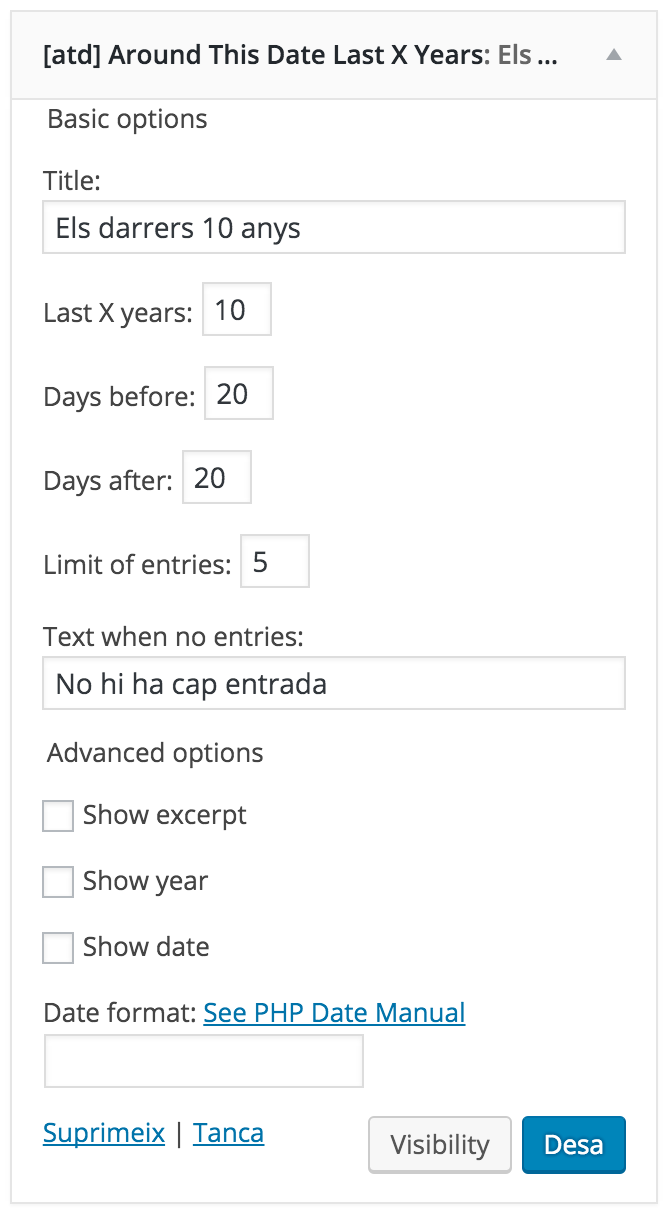 [atd] Around This Date Last X Years: Els ...
Basic options
Title:
Els darrers 10 anys
Last X years: 10
Days before: 20
Days after: 20
Limit of entries: 5
Text when no entries:
No hi ha cap entrada
Advanced options
Show excerpt
Show year
Show date
Date format: See PHP Date Manual
Suprimeix | Tanca Visibility Desa